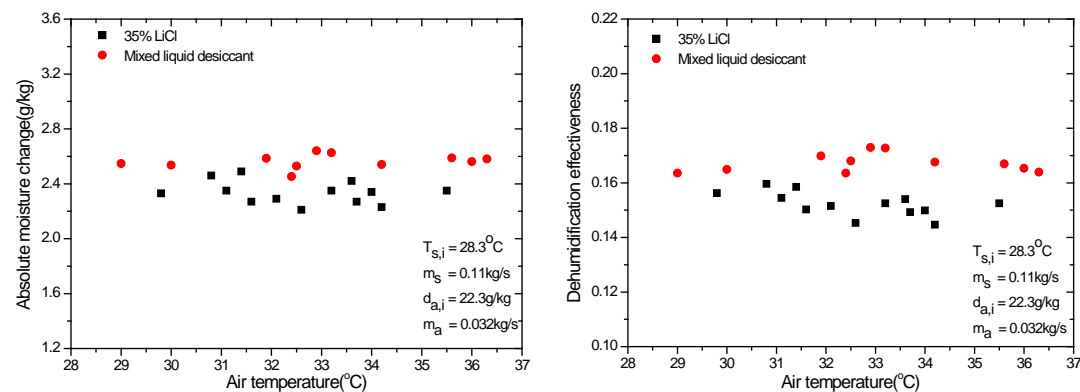 35% LiCl
Mixed liquid desiccant
Absolute moisture change(g/kg)
3.6
3.0
2.4
1.8
1.2
T_s,i = 28.3°C
m_s = 0.11kg/s
d_a,i = 22.3g/kg
m_a = 0.032kg/s
28 29 30 31 32 33 34 35 36 37
Air temperature(°C)
35% LiCl
Mixed liquid desiccant
Dehumidification effectiveness
0.22
0.20
0.18
0.16
0.14
0.12
0.10
T_s,i = 28.3°C
m_s = 0.11kg/s
d_a,i = 22.3g/kg
m_a = 0.032kg/s
28 29 30 31 32 33 34 35 36 37
Air temperature(°C)